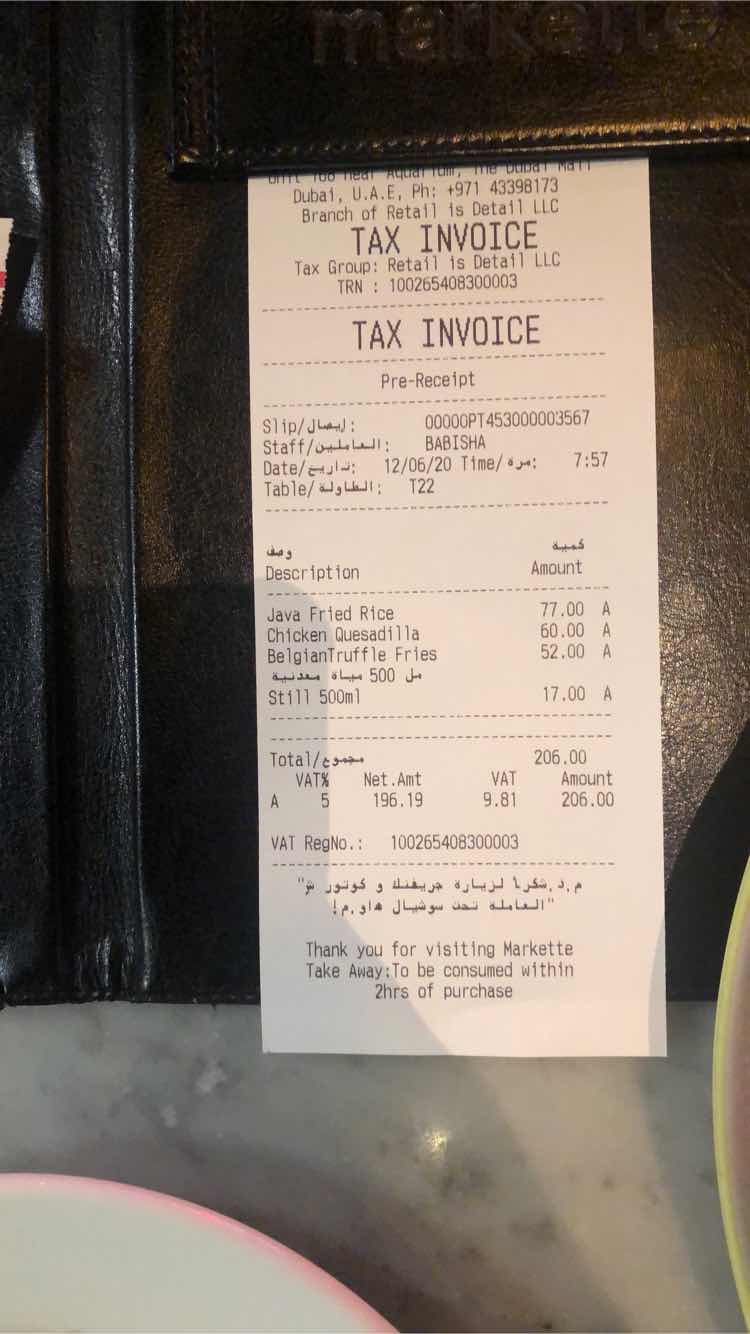 markette
Unit 108 near Aquarium, The Dubai Mall
Dubai, U.A.E, Ph: +971 43398173
Branch of Retail is Detail LLC
TAX INVOICE
Tax Group: Retail is Detail LLC
TRN : 100265408300003
TAX INVOICE
Pre-Receipt
Slip/إيصال: 00000PT453000003567
Staff/العاملين: BABISHA
Date/تاريخ: 12/06/20 Time/مرة: 7:57
Table/الطاولة: T22
وصف كمية
Description Amount
Java Fried Rice 77.00 A
Chicken Quesadilla 60.00 A
BelgianTruffle Fries 52.00 A
مل 500 مياة معدنية
Still 500ml 17.00 A
Total/مجموع 206.00
VAT% Net.Amt VAT Amount
A 5 196.19 9.81 206.00
VAT RegNo.: 100265408300003
م.ذ.شكرأ لزيارة جريفنك و كوتور ش"
"العاملة تحت سوشيال هاو.م!
Thank you for visiting Markette
Take Away:To be consumed within
2hrs of purchase